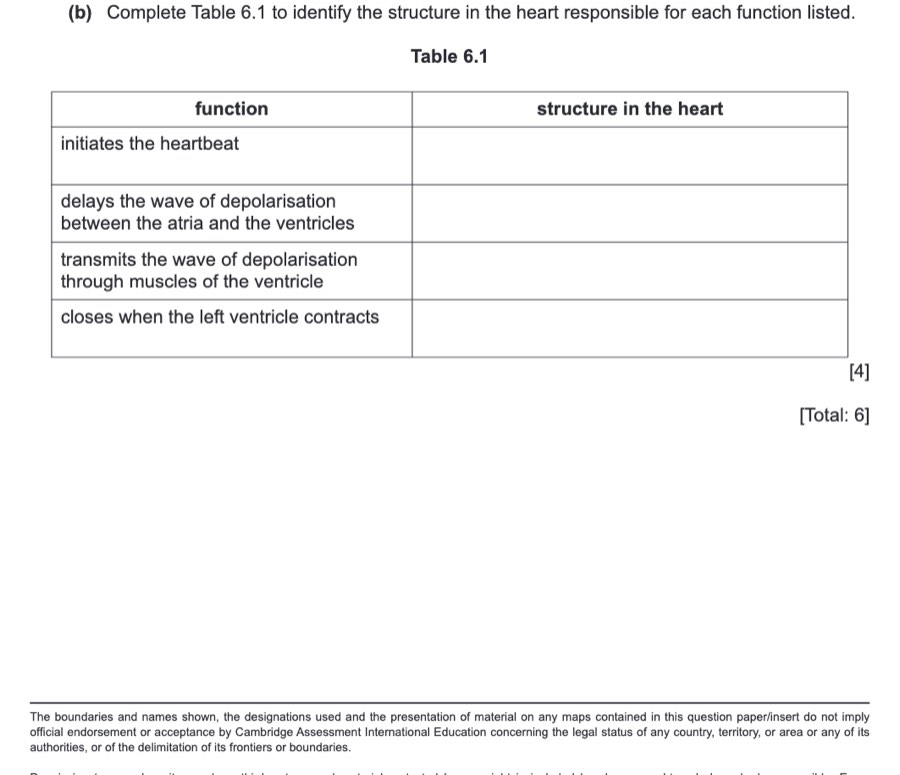 (b) Complete Table 6.1 to identify the structure in the heart responsible for each function listed.
Table 6.1
function structure in the heart
initiates the heartbeat
delays the wave of depolarisation
between the atria and the ventricles
transmits the wave of depolarisation
through muscles of the ventricle
closes when the left ventricle contracts
[4]
[Total: 6]
The boundaries and names shown, the designations used and the presentation of material on any maps contained in this question paper/insert do not imply
official endorsement or acceptance by Cambridge Assessment International Education concerning the legal status of any country, territory, or area or any of its
authorities, or of the delimitation of its frontiers or boundaries.